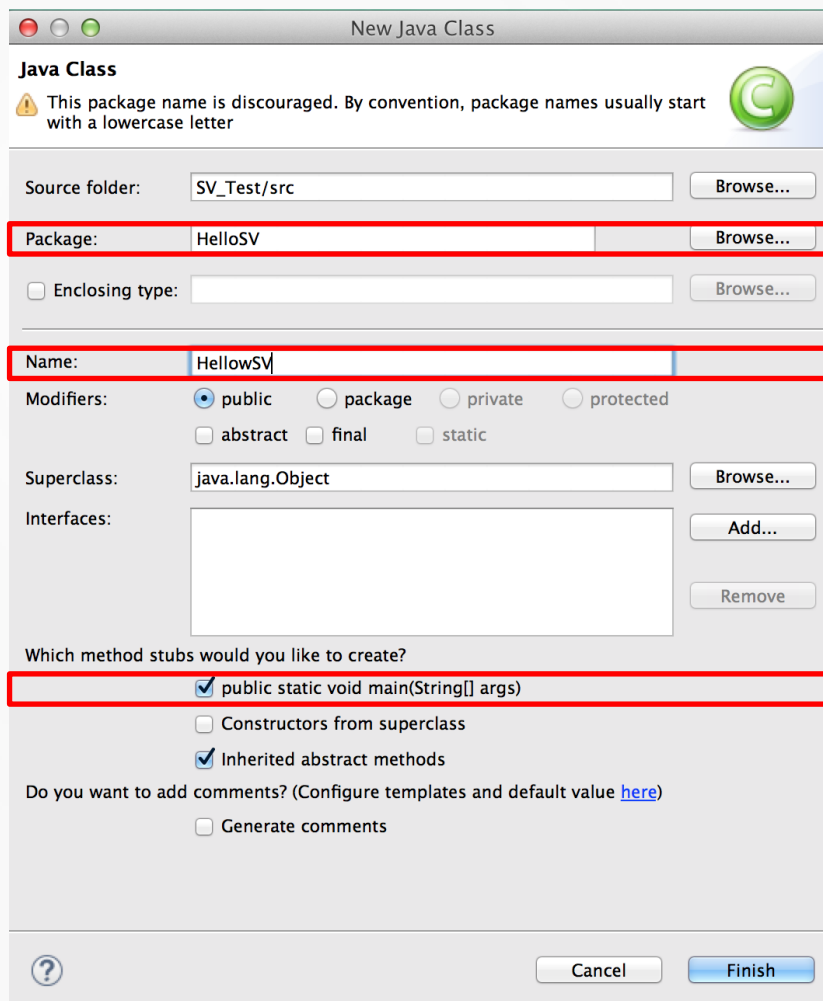 New Java Class
Java Class
This package name is discouraged. By convention, package names usually start
with a lowercase letter
C
Source folder: SV_Test/src Browse...
Package: HelloSV Browse...
Enclosing type: Browse...
Name: HellowSV
Modifiers: public package private protected
abstract final static
Superclass: java.lang.Object Browse...
Interfaces: Add...
Remove
Which method stubs would you like to create?
public static void main(String[] args)
Constructors from superclass
Inherited abstract methods
Do you want to add comments? (Configure templates and default value here)
Generate comments
? Cancel Finish